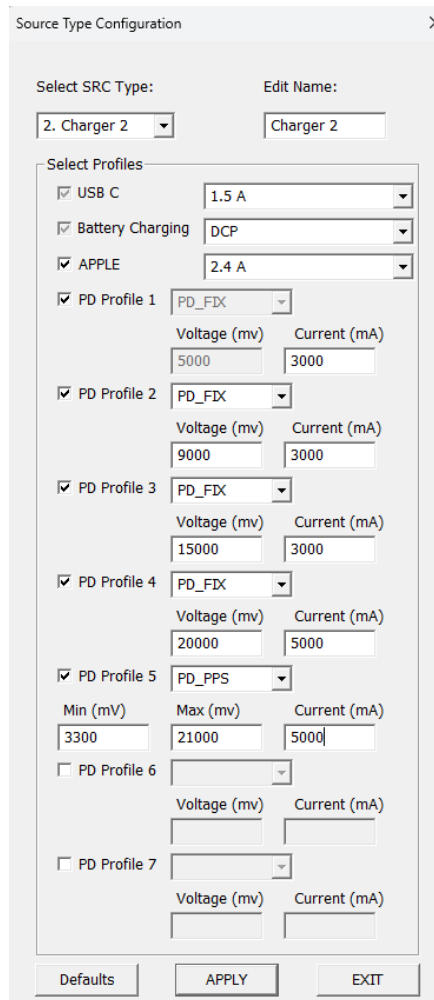 Source Type Configuration
Select SRC Type: Edit Name:
2. Charger 2 Charger 2
Select Profiles
USB C 1.5 A
Battery Charging DCP
APPLE 2.4 A
PD Profile 1 PD_FIX
Voltage (mv) Current (mA)
5000 3000
PD Profile 2 PD_FIX
Voltage (mv) Current (mA)
9000 3000
PD Profile 3 PD_FIX
Voltage (mv) Current (mA)
15000 3000
PD Profile 4 PD_FIX
Voltage (mv) Current (mA)
20000 5000
PD Profile 5 PD_PPS
Min (mV) Max (mv) Current (mA)
3300 21000 5000
PD Profile 6
Voltage (mv) Current (mA)
PD Profile 7
Voltage (mv) Current (mA)
Defaults APPLY EXIT